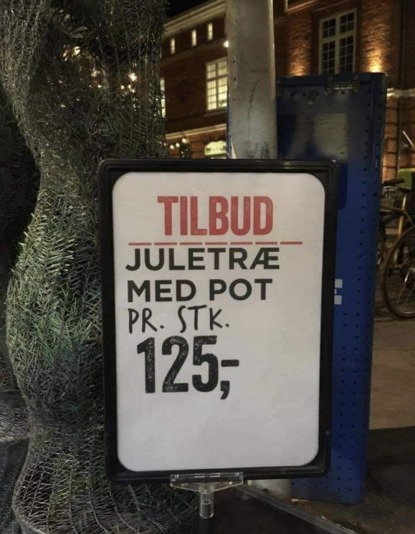 TILBUD
JULETRÆ
MED POT
PR. STK.
125,-